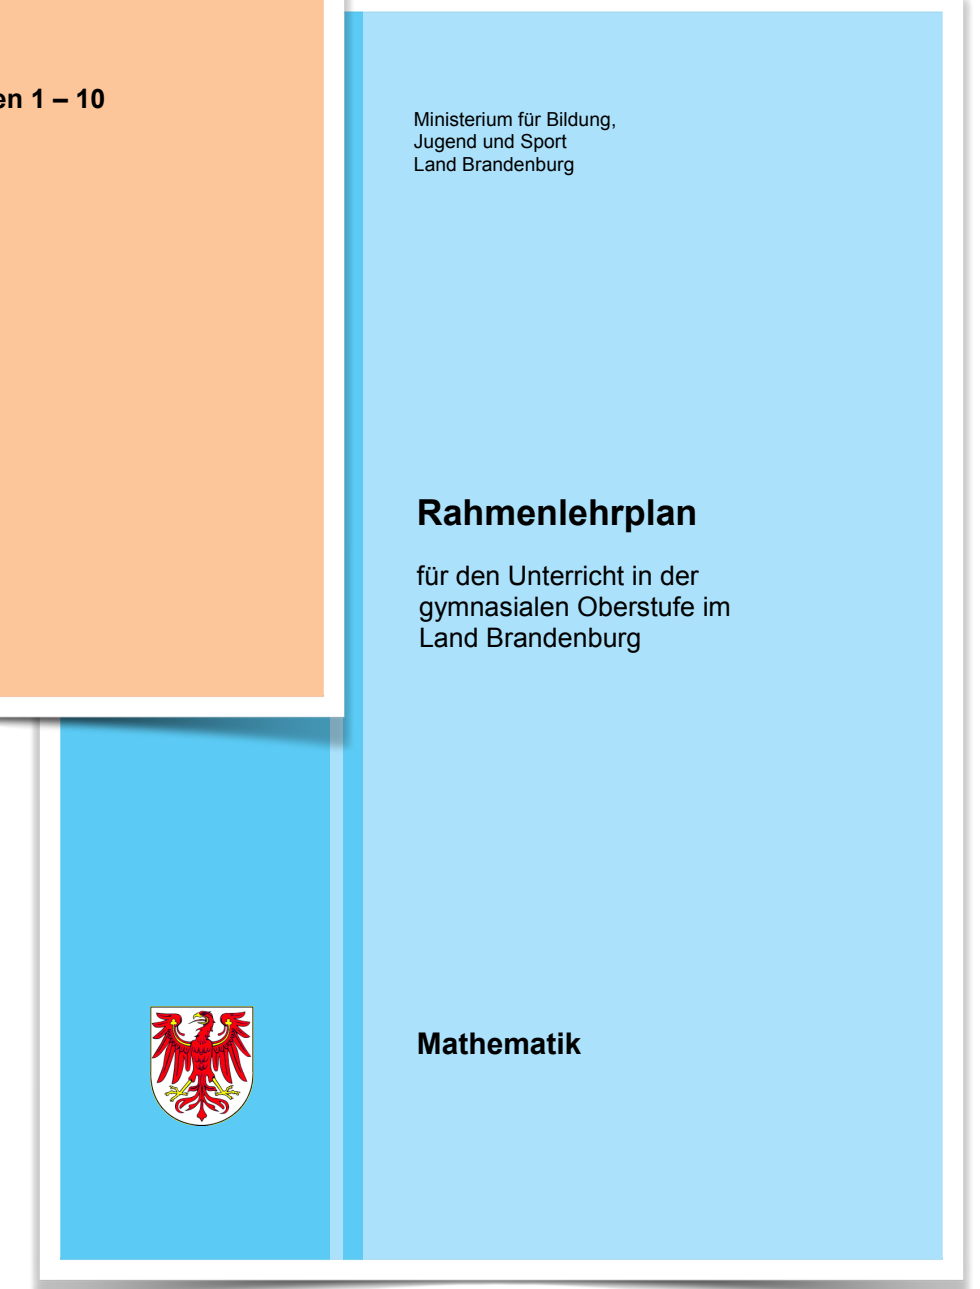 en 1 – 10
Ministerium für Bildung,
Jugend und Sport
Land Brandenburg
Rahmenlehrplan
für den Unterricht in der
gymnasialen Oberstufe im
Land Brandenburg
Mathematik